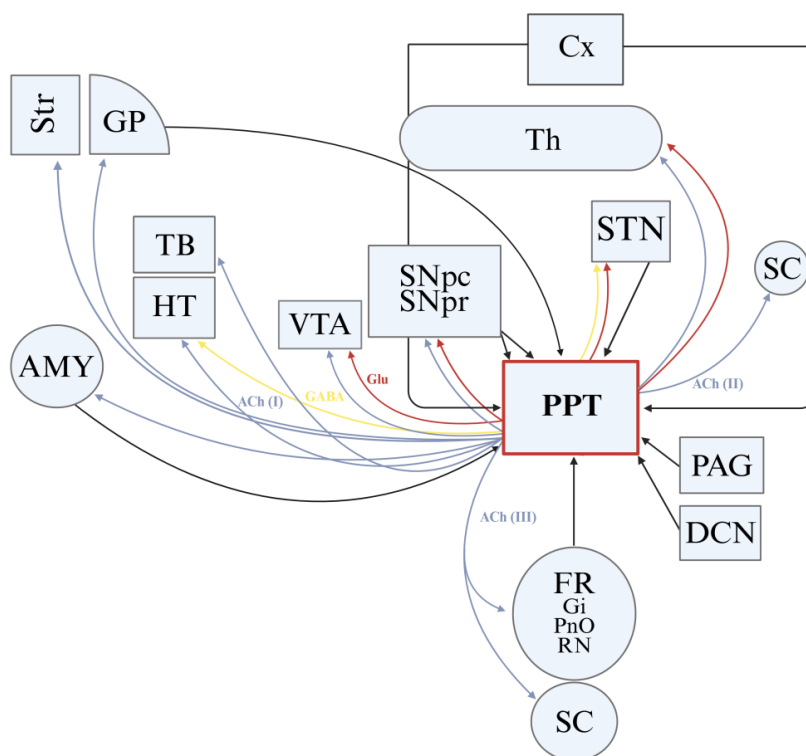 Cx
Str
GP
Th
TB
STN
SC
SNpc
SNpr
HT
VTA
AMY
Glu
ACh (I)
GABA
ACh (II)
PPT
PAG
DCN
ACh (III)
FR
Gi
PnO
RN
SC